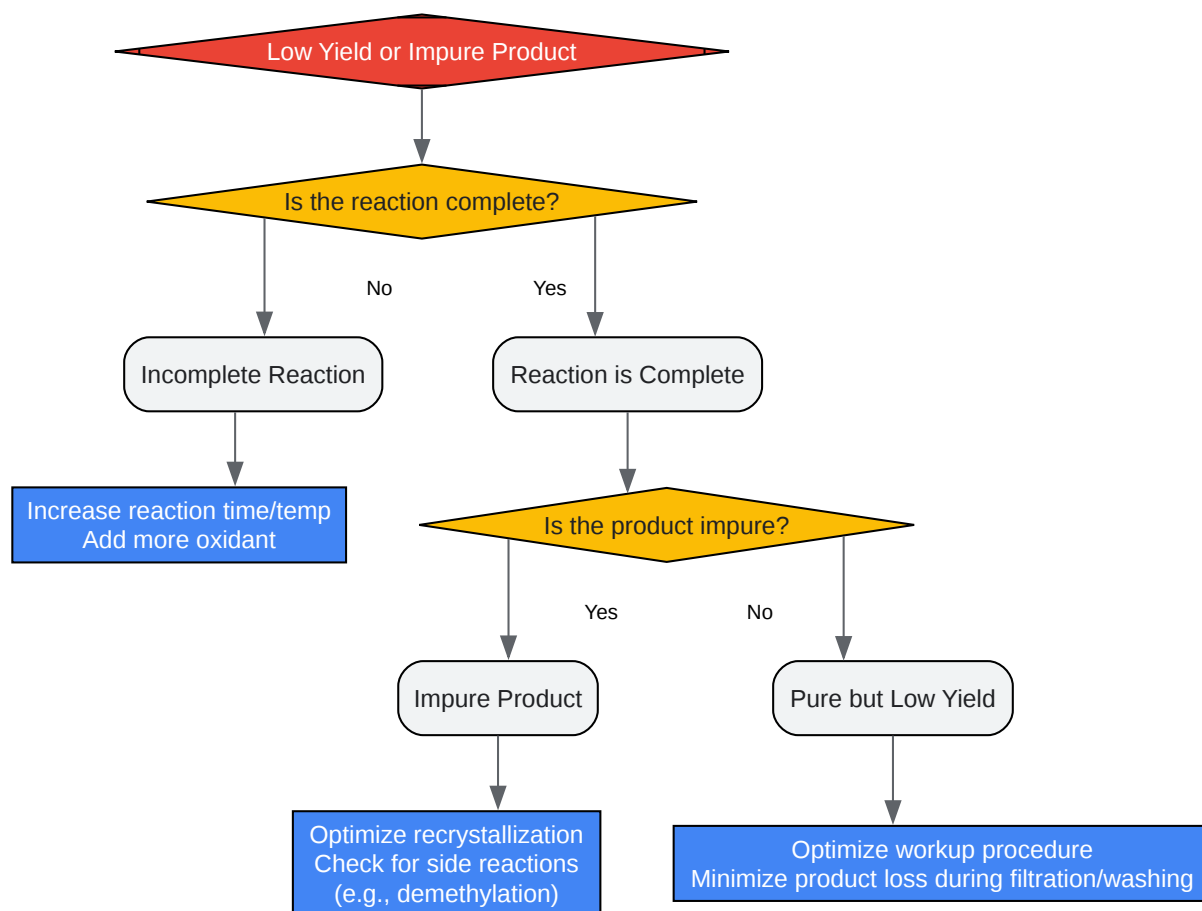 Low Yield or Impure Product
Is the reaction complete?
No
Yes
Incomplete Reaction
Reaction is Complete
Increase reaction time/temp
Add more oxidant
Is the product impure?
Yes
No
Impure Product
Pure but Low Yield
Optimize recrystallization
Check for side reactions
(e.g., demethylation)
Optimize workup procedure
Minimize product loss during filtration/washing